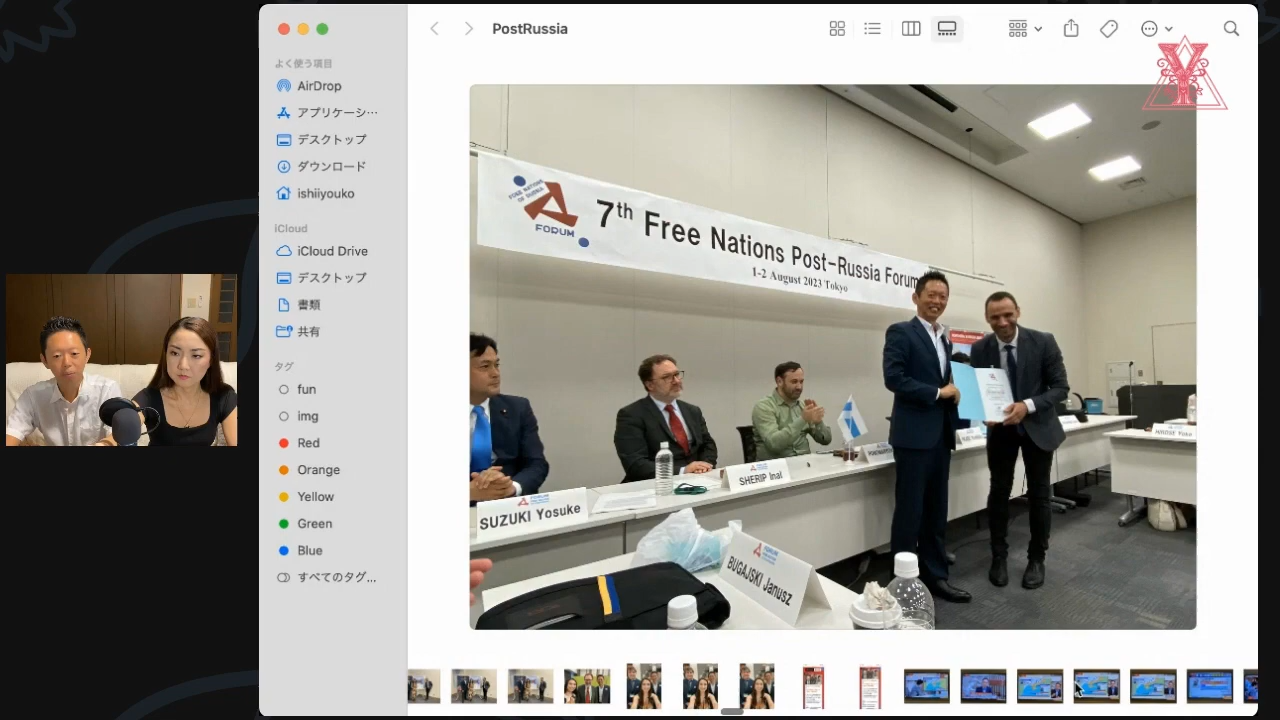 PostRussia
よく使う項目
AirDrop
アプリケーシ…
デスクトップ
ダウンロード
ishiiyouko
iCloud
iCloud Drive
デスクトップ
書類
共有
タグ
fun
img
Red
Orange
Yellow
Green
Blue
すべてのタグ…
FREE NATIONS
OF RUSSIA
FORUM
7th Free Nations Post-Russia Forum
1-2 August 2023 Tokyo
SUZUKI Yosuke
SHERIP Inal
BUGAJSKI Janusz